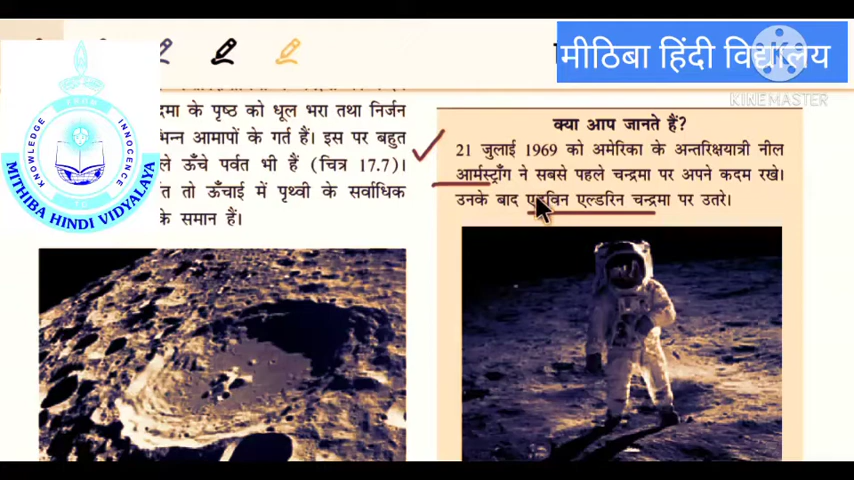 मीठिबा हिंदी विद्यालय
KINEMASTER
KNOW
KNOWLEDGE
INNOCENCE
MITHIBA HINDI VIDYALAYA
दमा के पृष्ठ को धूल भरा तथा निर्जन
भिन्न आमापों के गर्त हैं। इस पर बहुत
ले ऊँचे पर्वत भी हैं (चित्र 17.7)।
त तो ऊँचाई में पृथ्वी के सर्वाधिक
के समान हैं।
क्या आप जानते हैं?
21 जुलाई 1969 को अमेरिका के अन्तरिक्षयात्री नील
आर्मस्ट्राँग ने सबसे पहले चन्द्रमा पर अपने कदम रखे।
उनके बाद एल्डरिन चन्द्रमा पर उतरे।